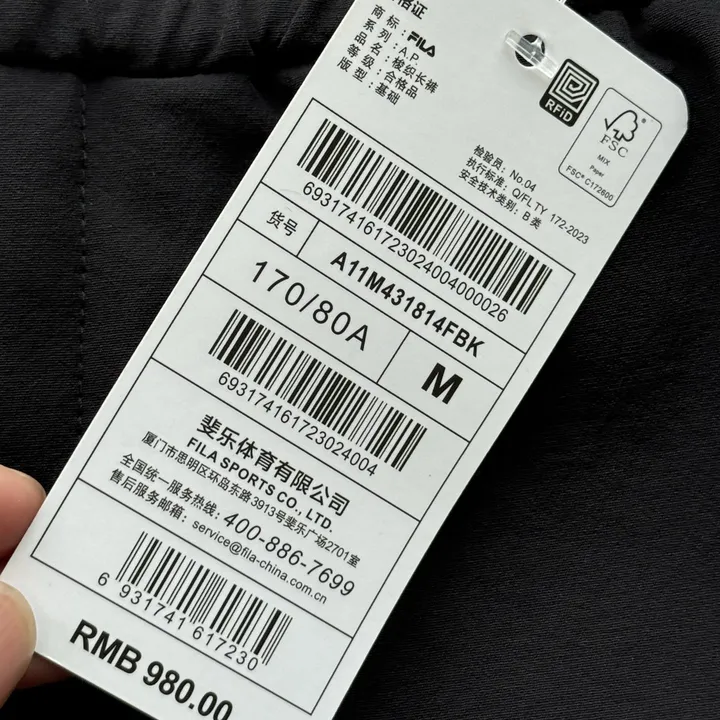 格证
商标：FILA
系列：A.P.
品名：梭织长裤
等级：合格品
版型：基础
RFID
FSC
MIX
Paper
FSC® C172600
检验员：No.04
执行标准：Q/FLTY 172-2023
安全技术类别：B类
69317416172302400400026
货号
A11M431814FBK
170/80A
M
693174161723024004
斐乐体育有限公司
FILA SPORTS CO., LTD.
厦门市思明区环岛东路3913号斐乐广场2701室
全国统一服务热线：400-886-7699
售后服务邮箱：service@fila-china.com.cn
6 931741 617230
RMB 980.00